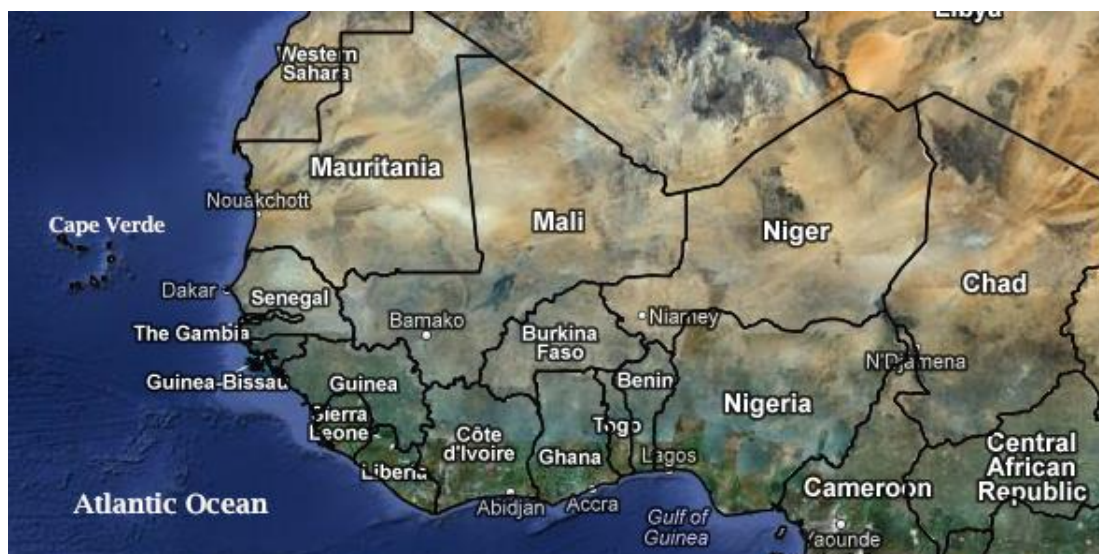 Libya
Western
Sahara
Mauritania
Nouakchott
Mali
Cape Verde
Niger
Chad
Dakar
Senegal
Bamako
Niamey
The Gambia
Burkina
Faso
N'Djamena
Guinea-Bissau
Guinea
Benin
Nigeria
Sierra
Leone
Togo
Côte
d'Ivoire
Ghana
Lagos
Liberia
Central
African
Republic
Cameroon
Atlantic Ocean
Abidjan
Accra
Gulf of
Guinea
Yaounde